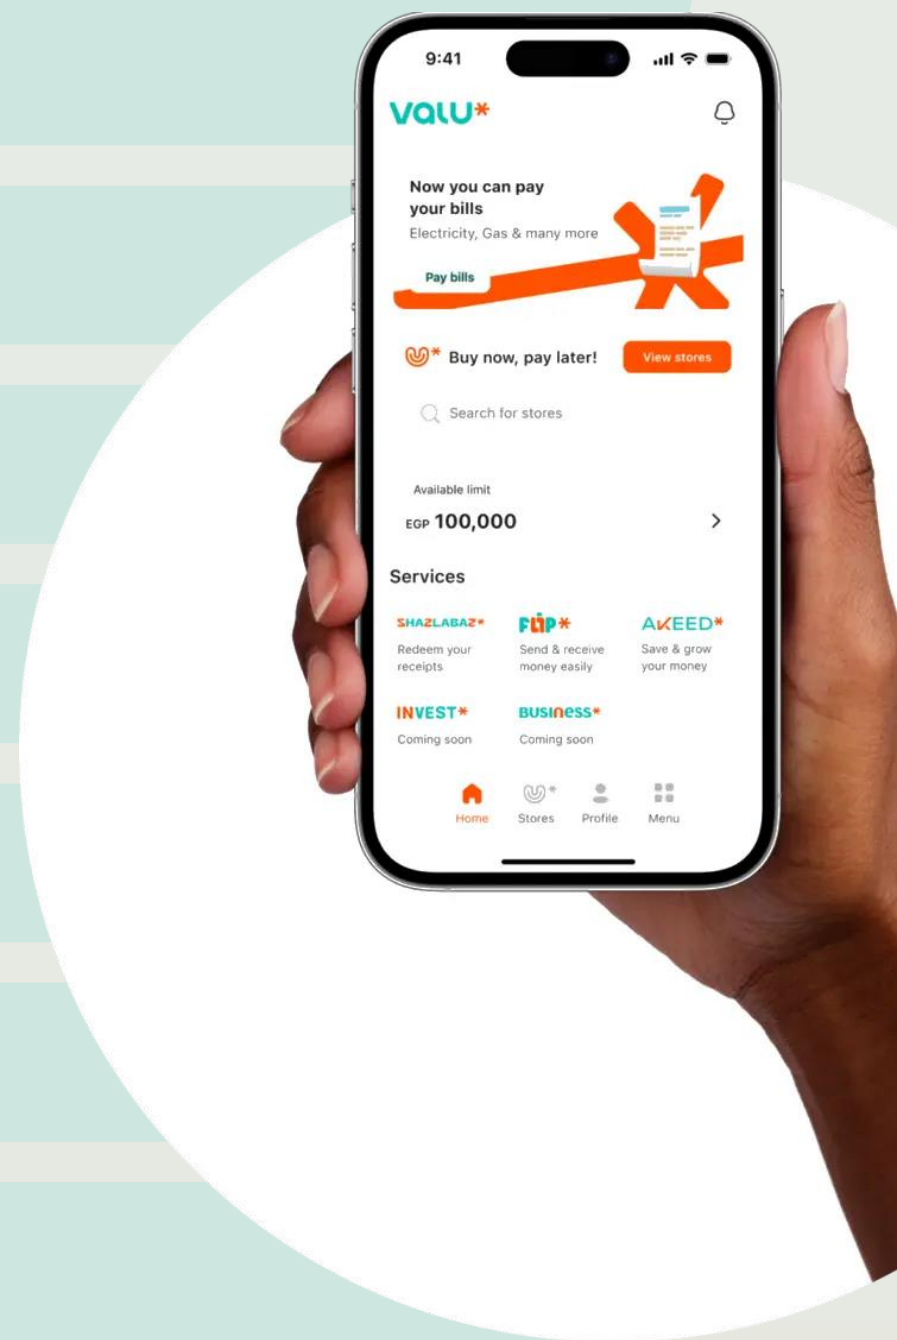 9:41
valu*
Now you can pay
your bills
Electricity, Gas & many more
Pay bills
Buy now, pay later!
View stores
Search for stores
Available limit
EGP 100,000
Services
SHAZLABAZ*
FLIP*
AKEED*
Redeem your
receipts
Send & receive
money easily
Save & grow
your money
INVEST*
BUSINESS*
Coming soon
Coming soon
Home
Stores
Profile
Menu